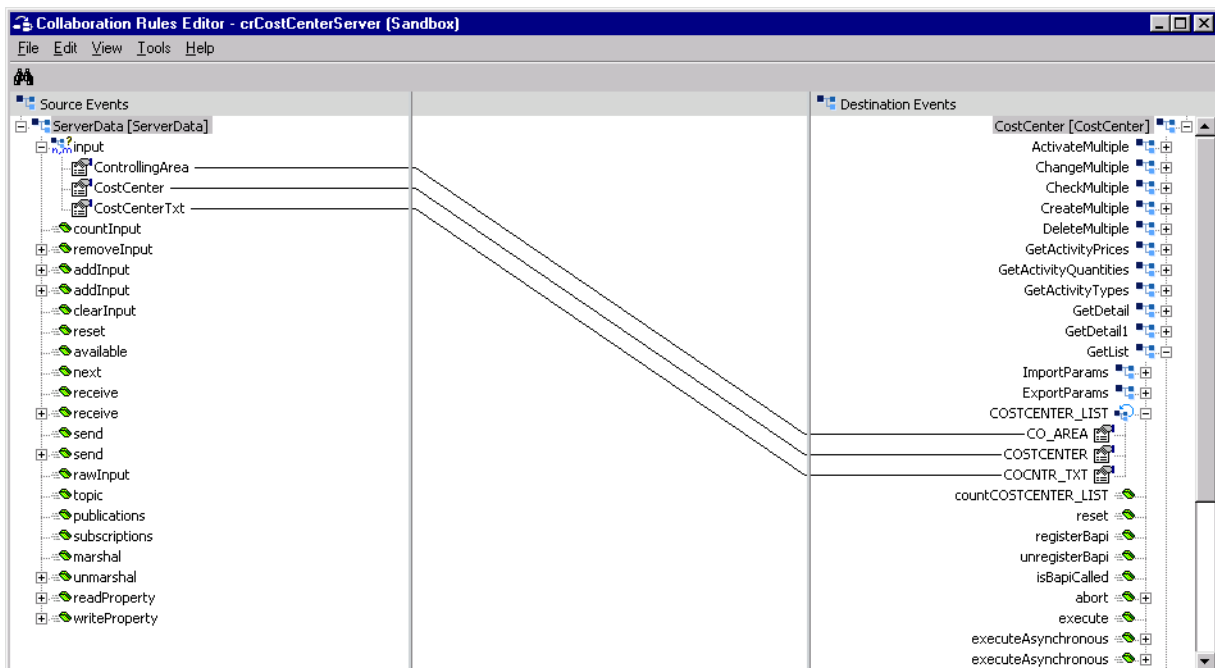 Collaboration Rules Editor - crCostCenterServer (Sandbox)
File Edit View Tools Help
Source Events
Destination Events
ServerData [ServerData]
input
ControllingArea
CostCenter
CostCenterTxt
countInput
removeInput
addInput
addInput
clearInput
reset
available
next
receive
receive
send
send
rawInput
topic
publications
subscriptions
marshal
unmarshal
readProperty
writeProperty
CostCenter [CostCenter]
ActivateMultiple
ChangeMultiple
CheckMultiple
CreateMultiple
DeleteMultiple
GetActivityPrices
GetActivityQuantities
GetActivityTypes
GetDetail
GetDetail1
GetList
ImportParams
ExportParams
COSTCENTER_LIST
CO_AREA
COSTCENTER
COCNTR_TXT
countCOSTCENTER_LIST
reset
registerBapi
unregisterBapi
isBapiCalled
abort
execute
executeAsynchronous
executeAsynchronous